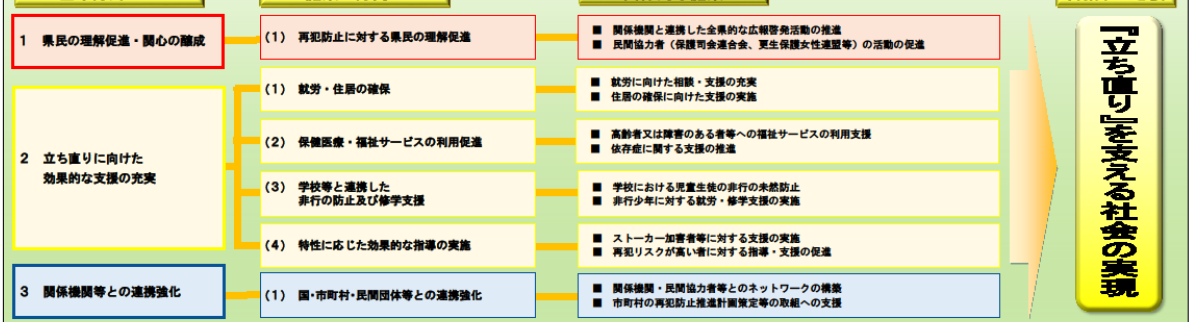 1 県民の理解促進・関心の醸成
(1) 再犯防止に対する県民の理解促進
■ 関係機関と連携した全県的な広報啓発活動の推進
■ 民間協力者(保護司会連合会、更生保護女性連盟等)の活動の促進
2 立ち直りに向けた
効果的な支援の充実
(1) 就労・住居の確保
■ 就労に向けた相談・支援の充実
■ 住居の確保に向けた支援の実施
(2) 保健医療・福祉サービスの利用促進
■ 高齢者又は障害のある者等への福祉サービスの利用支援
■ 依存症に関する支援の推進
(3) 学校等と連携した
非行の防止及び修学支援
■ 学校における児童生徒の非行の未然防止
■ 非行少年に対する就労・修学支援の実施
(4) 特性に応じた効果的な指導の実施
■ ストーカー加害者等に対する支援の実施
■ 再犯リスクが高い者に対する指導・支援の促進
3 関係機関等との連携強化
(1) 国・市町村・民間団体等との連携強化
■ 関係機関・民間協力者等とのネットワークの構築
■ 市町村の再犯防止推進計画策定等の取組への支援
『立ち直り』を支える社会の実現